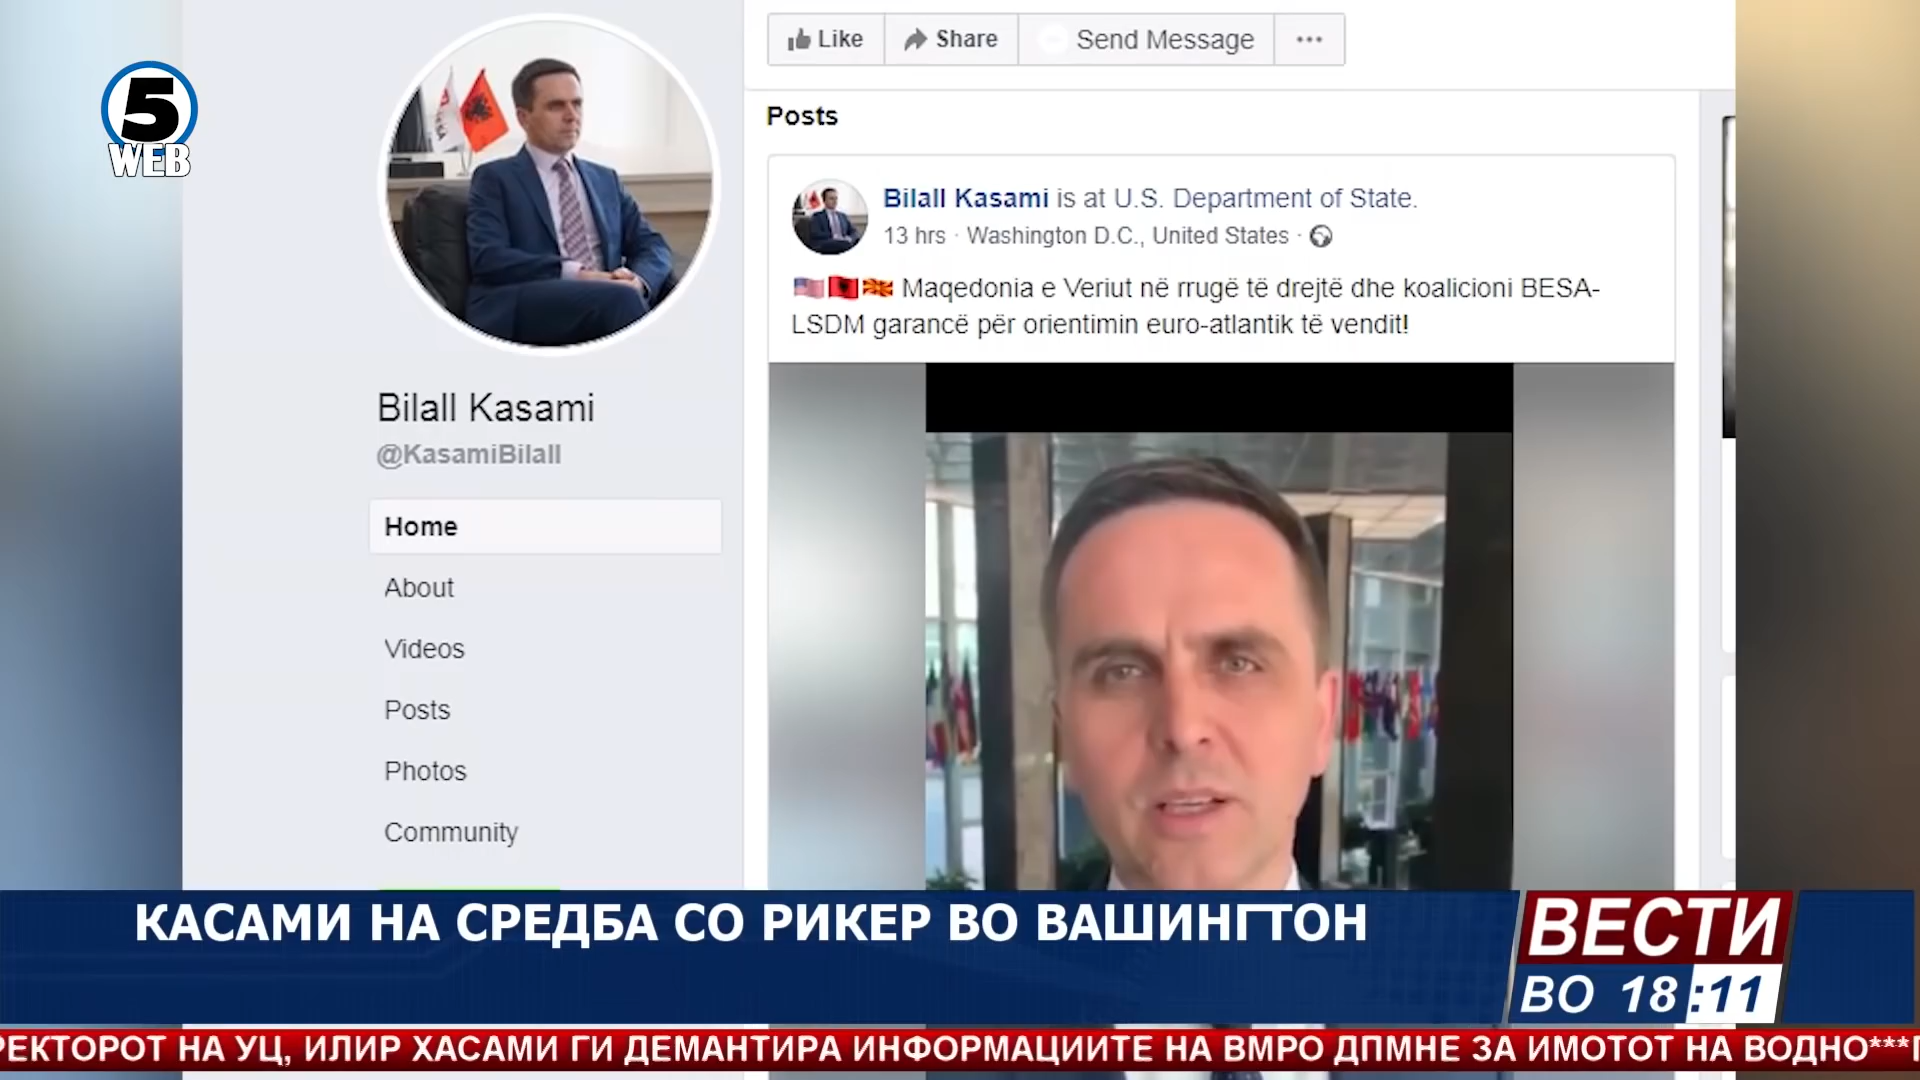 5
WEB
Like
Share
Send Message
Posts
Bilall Kasami is at U.S. Department of State.
13 hrs · Washington D.C., United States ·
Maqedonia e Veriut në rrugë të drejtë dhe koalicioni BESA-
LSDM garancë për orientimin euro-atlantik të vendit!
Bilall Kasami
@KasamiBilall
Home
About
Videos
Posts
Photos
Community
КАСАМИ НА СРЕДБА СО РИКЕР ВО ВАШИНГТОН
ВЕСТИ
ВО 18:11
НА УЦ, ИЛИР ХАСАМИ ГИ ДЕМАНТИРА ИНФОРМАЦИИТЕ НА ВМРО ДПМНЕ ЗА ИМОТОТ НА ВОДНО***